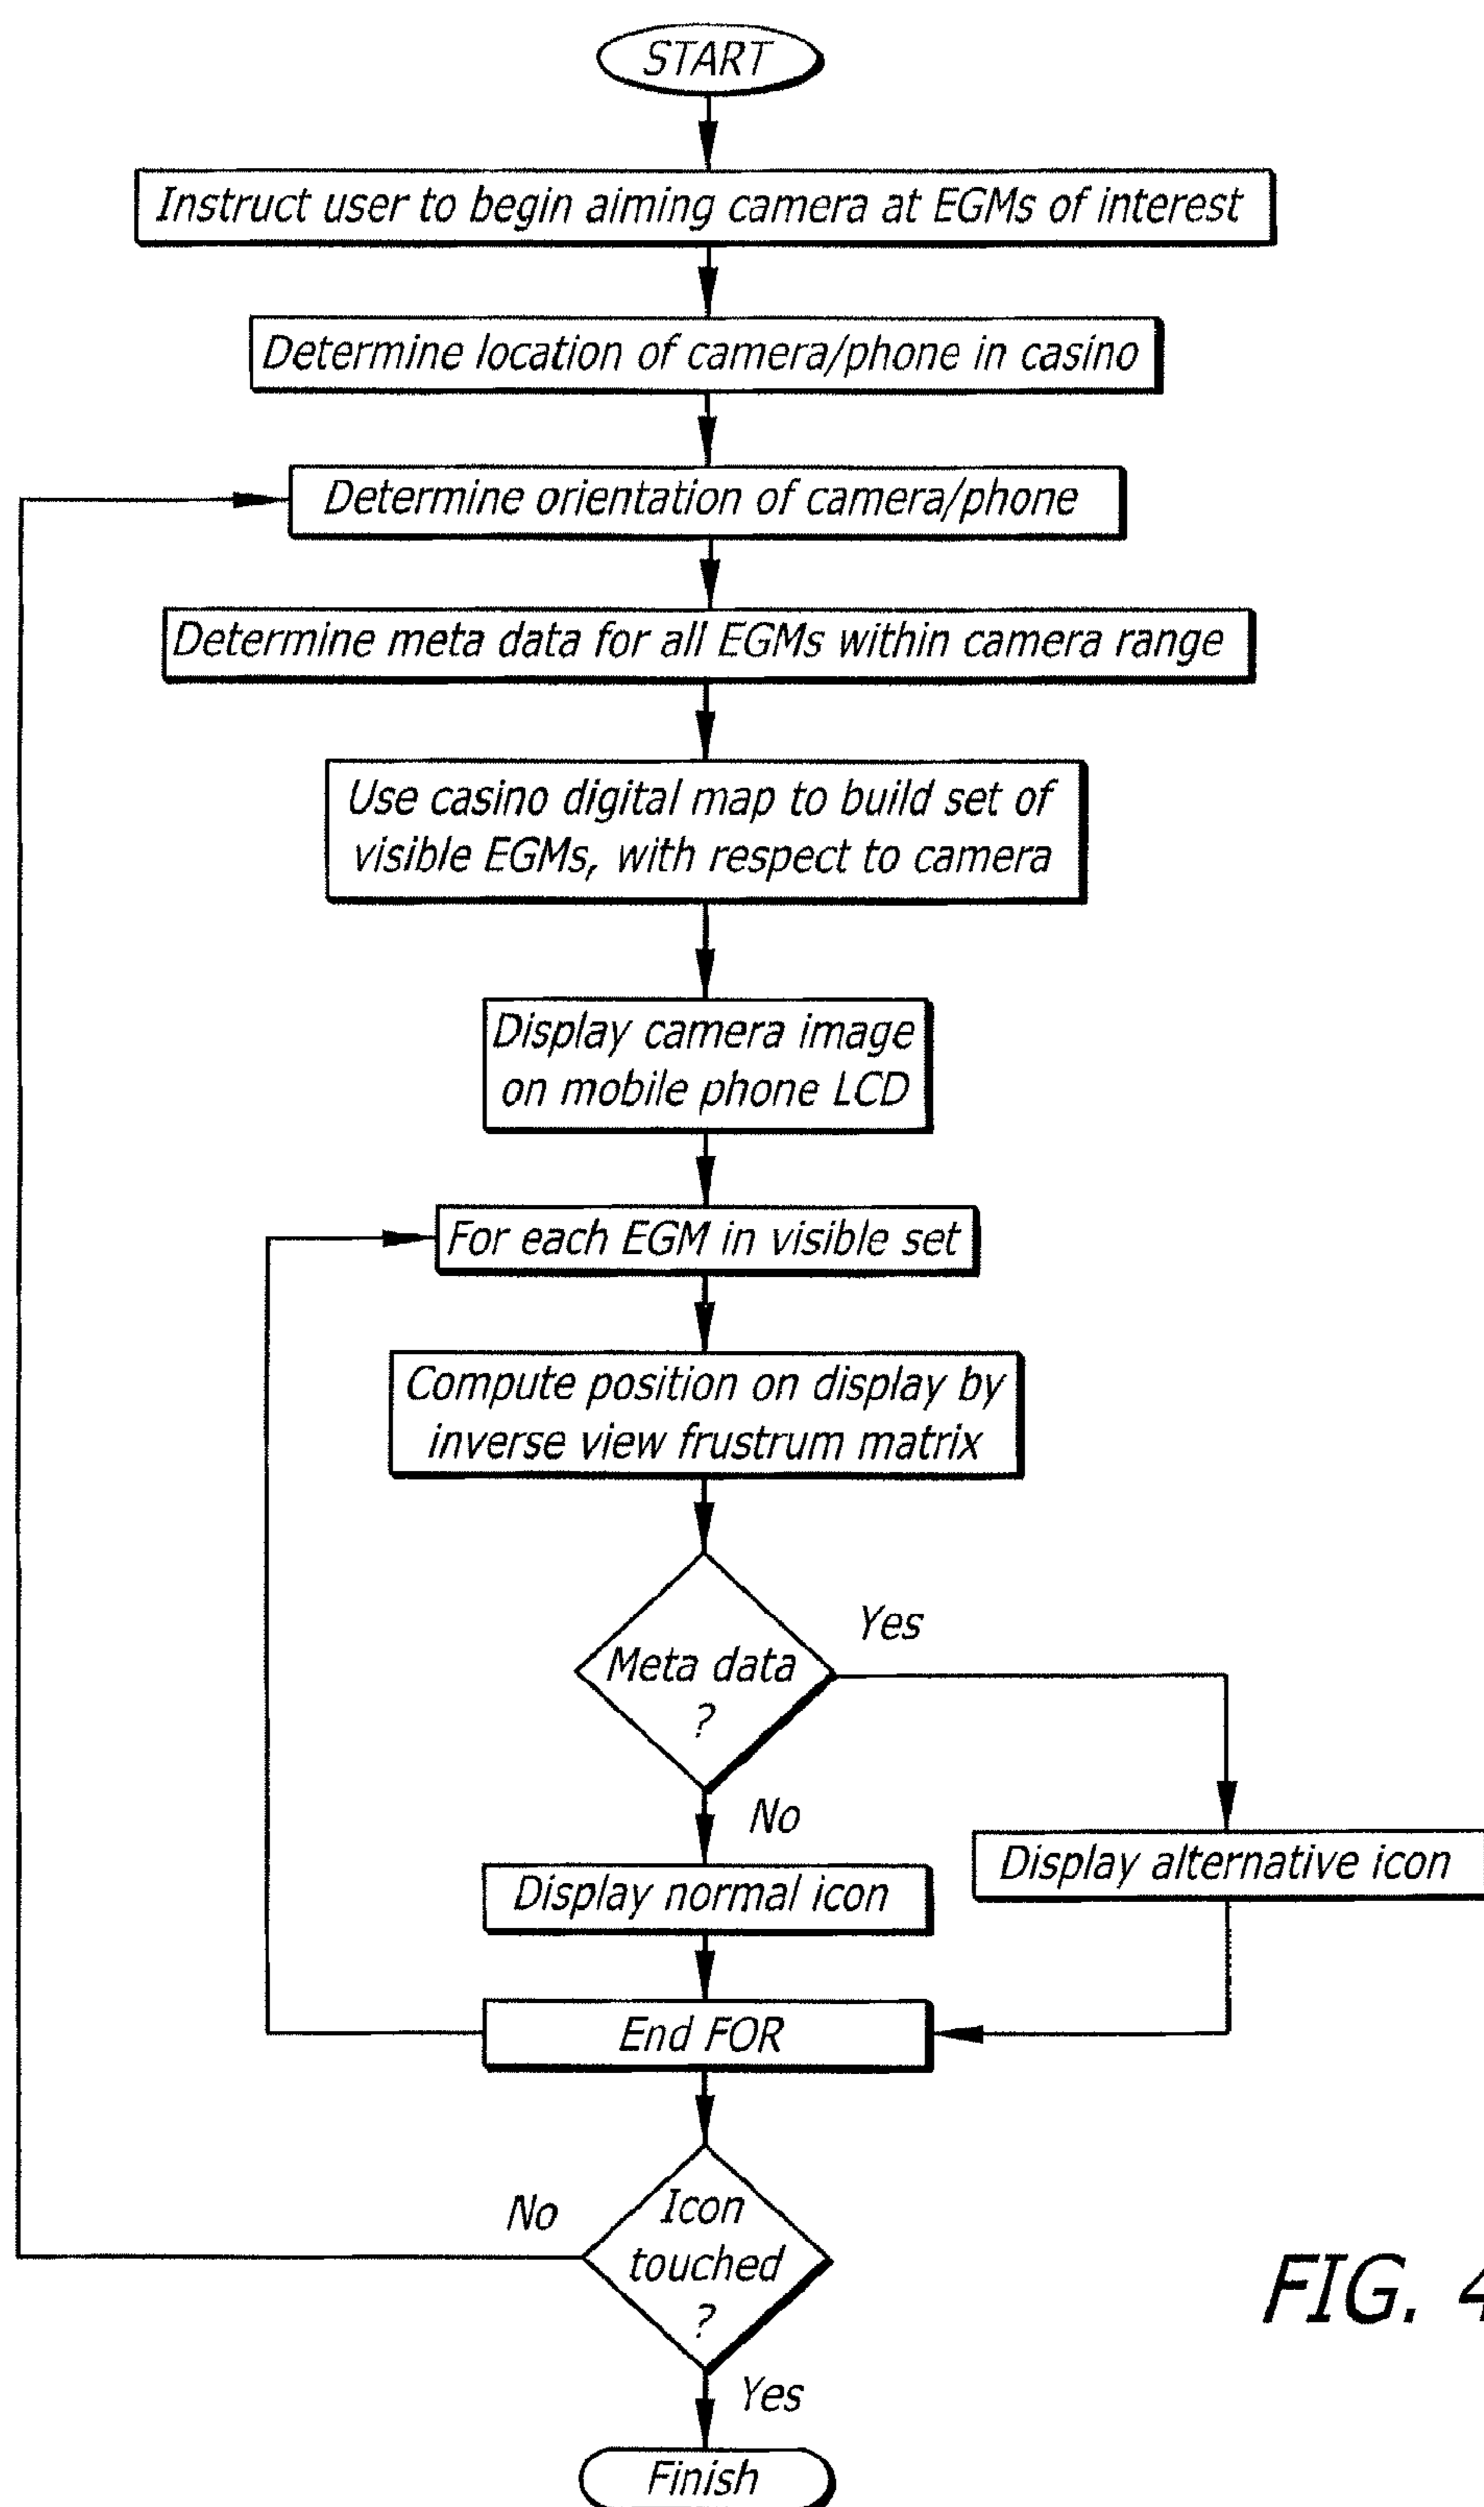 START
Instruct user to begin aiming camera at EGMs of interest
Determine location of camera/phone in casino
Determine orientation of camera/phone
Determine meta data for all EGMs within camera range
Use casino digital map to build set of
visible EGMs, with respect to camera
Display camera image
on mobile phone LCD
For each EGM in visible set
Compute position on display by
inverse view frustrum matrix
Meta data
?
Yes
No
Display alternative icon
Display normal icon
End FOR
Icon
touched
?
No
Yes
Finish
FIG. 4